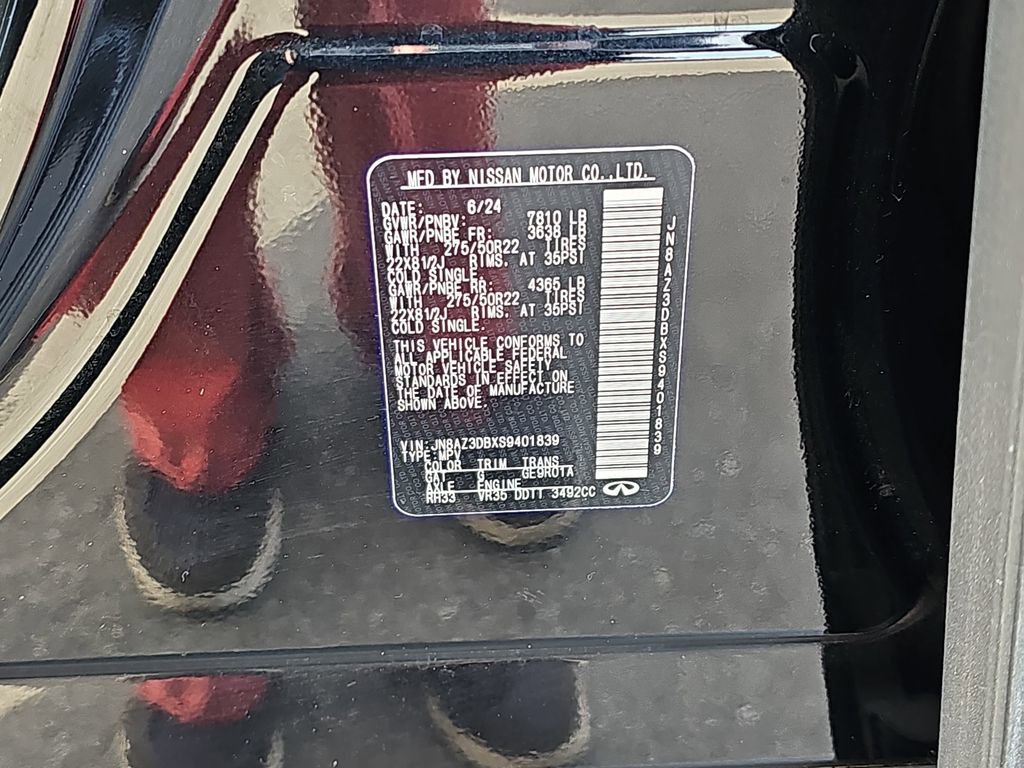 MFD BY NISSAN MOTOR CO.,LTD.
DATE: 6/24
GVWR/PNBV: 7810 LB
GAWR/PNBE FR: 3638 LB
WITH 275/50R22 TIRES
22X81/2J RIMS, AT 35PSI
COLD SINGLE.
GAWR/PNBE RR: 4365 LB
WITH 275/50R22 TIRES
22X81/2J RIMS, AT 35PSI
COLD SINGLE.
THIS VEHICLE CONFORMS TO
ALL APPLICABLE FEDERAL
MOTOR VEHICLE SAFETY
STANDARDS IN EFFECT ON
THE DATE OF MANUFACTURE
SHOWN ABOVE.
VIN: JN8AZ3DBXS9401839
TYPE: MPV
COLOR TRIM TRANS
GAT G GE9R01A
AXLE ENGINE
RH33 VR35 DDTT 3492CC
JN8AZ3DBXS9401839